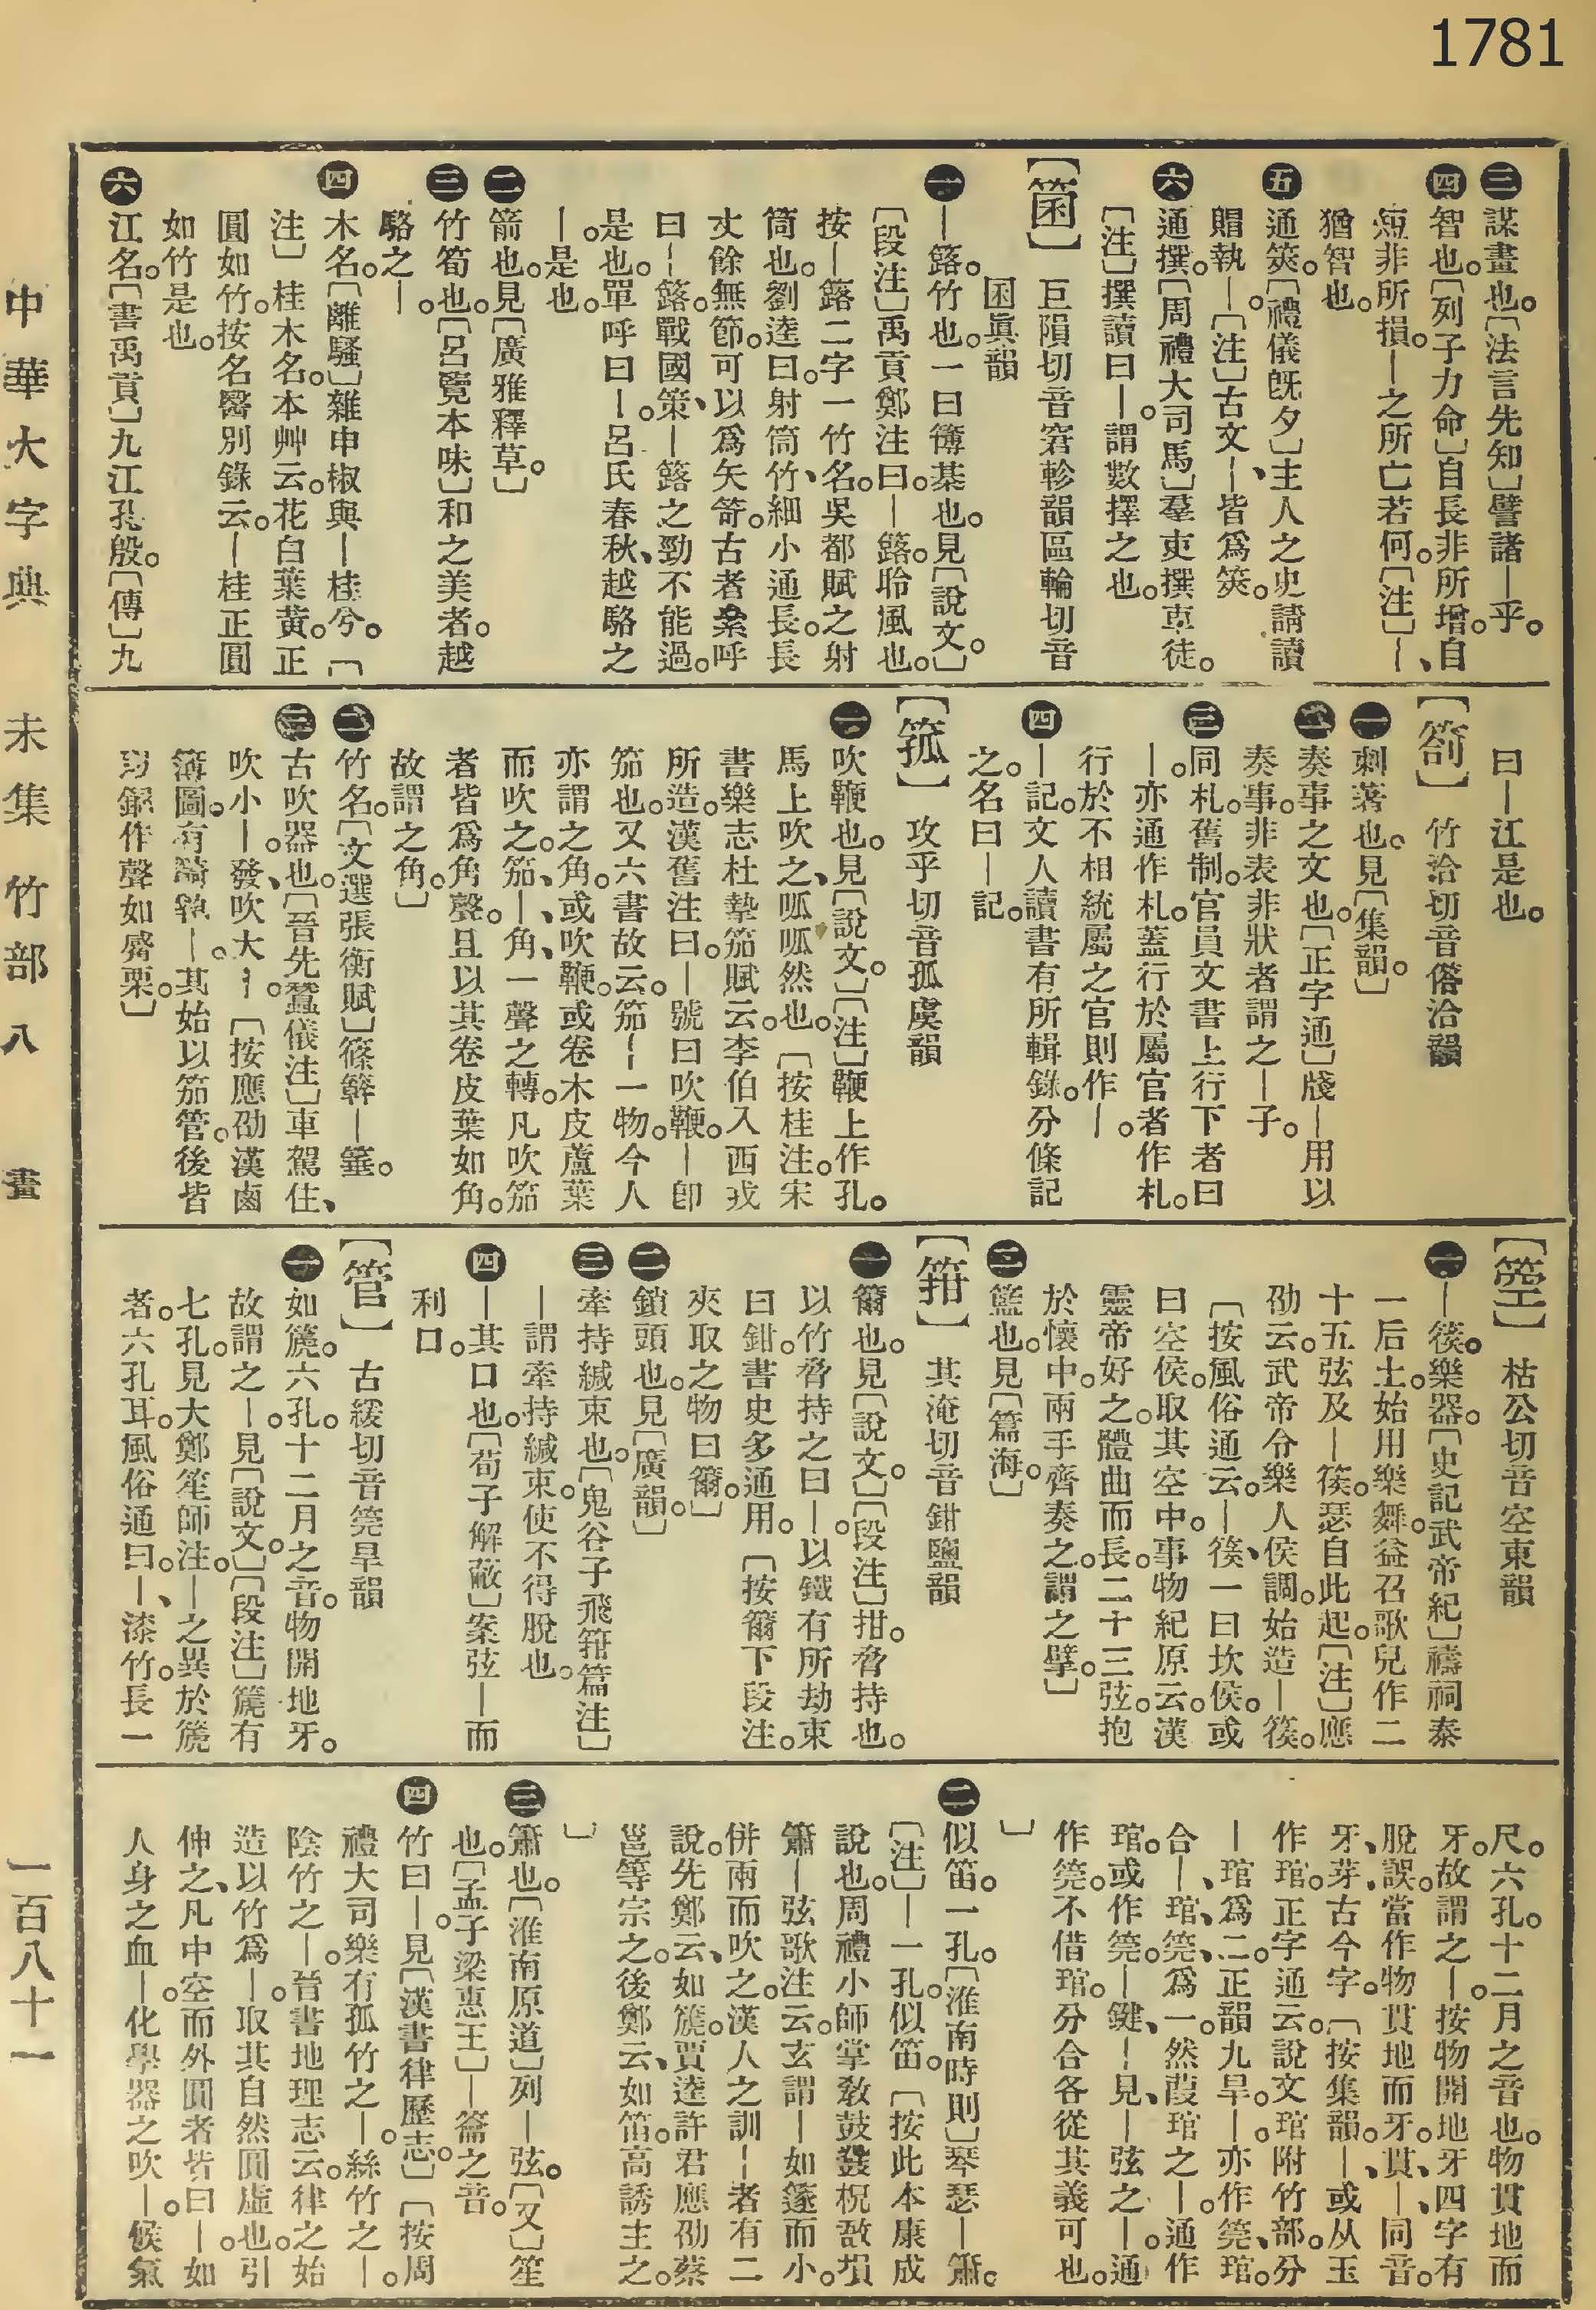 1781
㊂謀畫也。〔法言先知〕譬諸—乎。
㊃智也。〔列子力命〕自長非所增。自
短非所損。—之所亡若何。〔注〕—、
猶智也。
㊄通筴。〔禮儀旣夕〕主人之史請讀
賵執—。〔注〕古文—、皆爲筴。
㊅通撰。〔周禮大司馬〕羣吏撰車徒。
〔注〕撰讀曰—。謂數擇之也。
〔箘〕巨隕切音窘軫韻區輪切音
囷眞韻
㊀—簬。竹也。一曰簙棊也。見〔說文。〕
〔段注〕禹貢鄭注曰。—簬。聆風也。
按—簬二字一竹名。吳都賦之射
筒也。劉逵曰。射筒竹、細小通長。長
丈餘無節。可以爲矢笴。古者絫呼
曰—簬。戰國策、—簬之勁不能過。
是也。單呼曰—。呂氏春秋、越駱之
—。是也。
㊁箭也。見〔廣雅釋草。〕
㊂竹筍也。〔呂覽本味〕和之美者。越
駱之—。
㊃木名。〔離騷〕雜申椒與—桂兮。〔
注〕桂木名。本艸云。花白葉黃。正
圓如竹。按名醫別錄云。—桂正圓
如竹是也。
㊅江名。〔書禹貢〕九江孔殷。〔傳〕九
曰—江是也。
〔箚〕竹洽切音偺洽韻
㊀刺著也。見〔集韻。〕
㊁奏事之文也。〔正字通〕牋—用以
奏事。非表非狀者謂之—子。
㊂同札。舊制。官員文書上行下者曰
—。亦通作札。蓋行於屬官者作札。
行於不相統屬之官則作—。
㊃—記。文人讀書有所輯錄。分條記
之。名曰—記。
〔箛〕攻乎切音孤虞韻
㊀吹鞭也。見〔說文。〕〔注〕鞭上作孔。
馬上吹之、呱呱然也。〔按桂注。宋
書樂志杜摯笳賦云。李伯入西戎
所造。漢舊注曰。—號曰吹鞭。—卽
笳也。又六書故云。笳—一物。今人
亦謂之角。或吹鞭。或卷木皮蘆葉
而吹之。笳、—、角、一聲之轉。凡吹笳
者皆爲角聲。且以其卷皮葉如角。
故謂之角。〕
㊁竹名。〔文選張衡賦〕篠簳—箠。
㊂古吹器也。〔晉先蠶儀注〕車駕住、
吹小—。發、吹大—。〔按應劭漢鹵
簿圖。有騎執—。其始以笳管。後皆
以鎞作聲如觱栗。〕
〔箜〕枯公切音空東韻
㊀—篌。樂器。〔史記武帝紀〕禱祠泰
一后土。始用樂舞。益召歌兒作二
十五弦及—篌。瑟自此起。〔注〕應
劭云。武帝令樂人侯調。始造—篌。
〔按風俗通云。—篌、一曰坎侯。或
曰空侯。取其空中。事物紀原云。漢
靈帝好之。體曲而長。二十三弦。抱
於懷中。兩手齊奏之。謂之擘。〕
㊁籃也。見〔篇海。〕
〔箝〕其淹切音鉗鹽韻
㊀籋也。見〔說文。〕〔段注〕拑。脅持也。
以竹脅持之曰—。以鐵有所劫束
曰鉗。書史多通用。〔按籋下段注。
夾取之物曰籋。〕
㊁鎖頭也。見〔廣韻。〕
㊂牽持緘束也。〔鬼谷子飛箝篇注〕
—謂牽持緘束。使不得脫也。
㊃—其口也。〔荀子解蔽〕案弦—而
利口。
〔管〕古緩切音筦旱韻
㊀如篪。六孔。十二月之音。物開地牙。
故謂之—。見〔說文。〕〔段注〕篪有
七孔。見大鄭笙師注。—之異於篪
者。六孔耳。風俗通曰。—、漆竹。長一
尺。六孔。十二月之音也。物貫地而
牙。故謂之—。按物開地牙四字有
脫誤。當作物貫地而牙。貫、—、同音。
牙、芽、古今字。〔按集韻。—、或从玉
作琯。正字通云。說文琯附竹部。分
—琯爲二。正韻九旱。—亦作筦、琯。
合—、琯、筦、爲一。然葭琯之—。通作
琯。或作筦。—鍵、—見、—弦之—。通
作筦。不借琯。分合各從其義可也。
〕
㊁似笛。一孔。〔淮南時則〕琴瑟—簫。
〔注〕—一孔。似笛。〔按此本康成
說也。周禮小師掌敎鼓鼗柷敔塤
簫—弦歌注云。玄謂—如篴而小。
併兩而吹之。漢人之訓—者有二
說。先鄭云、如篪。賈逵許君應劭蔡
邕等宗之。後鄭云、如笛。高誘主之。
〕
㊂簫也。〔淮南原道〕列—弦。〔又〕笙
也。〔孟子梁惠王〕—籥之音。
㊃竹曰—。見〔漢書律歷志。〕〔按周
禮大司樂有孤竹之—。絲竹之—。
陰竹之—。晉書地理志云。律之始
造。以竹爲—。取其自然圓虛也。引
伸之、凡中空而外圓者皆曰—。如
人身之血—。化學器之吹—。候氣
中華大字典　未集　竹部　八畫
一百八十一